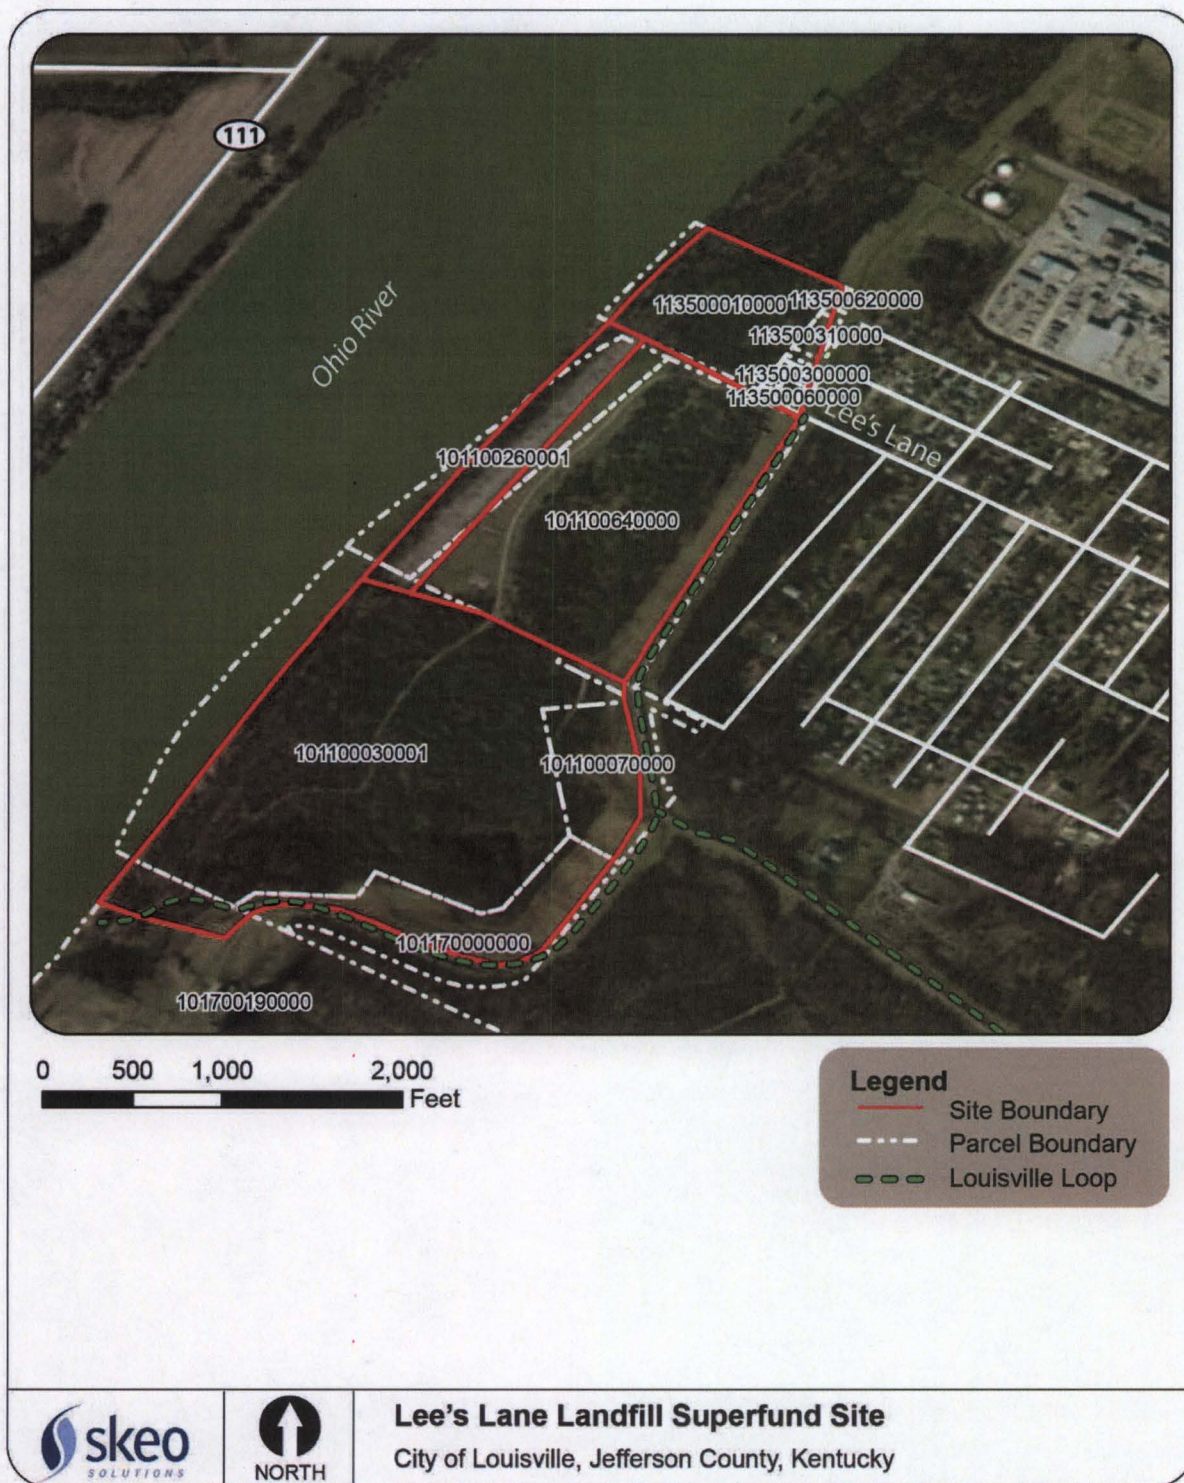 111
Ohio River
113500010000
113500620000
113500310000
113500300000
113500060000
Lee's Lane
101100260001
101100640000
101100030001
101100070000
101170000000
101700190000
0 500 1,000 2,000
Feet
Legend
Site Boundary
Parcel Boundary
Louisville Loop
skeo
SOLUTIONS
NORTH
Lee's Lane Landfill Superfund Site
City of Louisville, Jefferson County, Kentucky